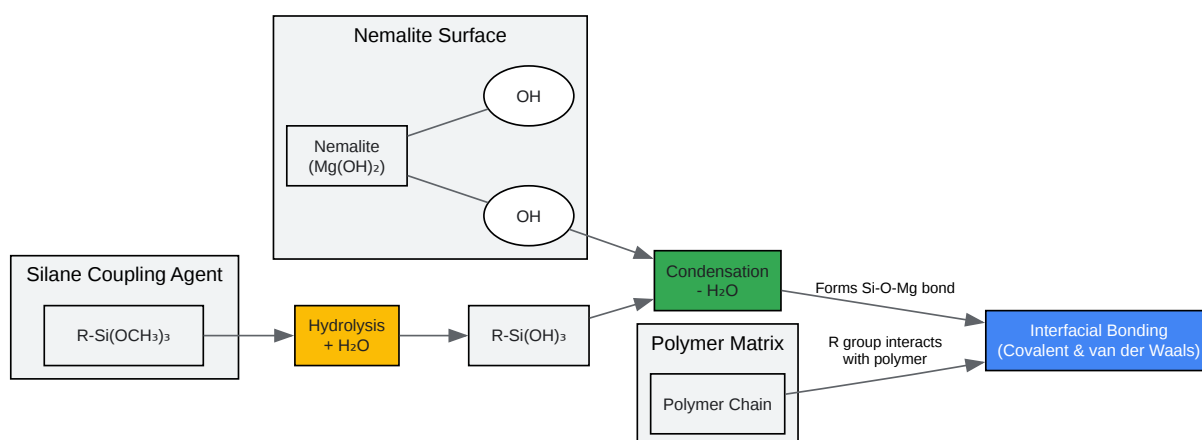 Nemalite Surface
OH
Nemalite
(Mg(OH)₂)
OH
Silane Coupling Agent
R-Si(OCH₃)₃
Hydrolysis
+ H₂O
R-Si(OH)₃
Condensation
- H₂O
Forms Si-O-Mg bond
Polymer Matrix
Polymer Chain
R group interacts
with polymer
Interfacial Bonding
(Covalent & van der Waals)